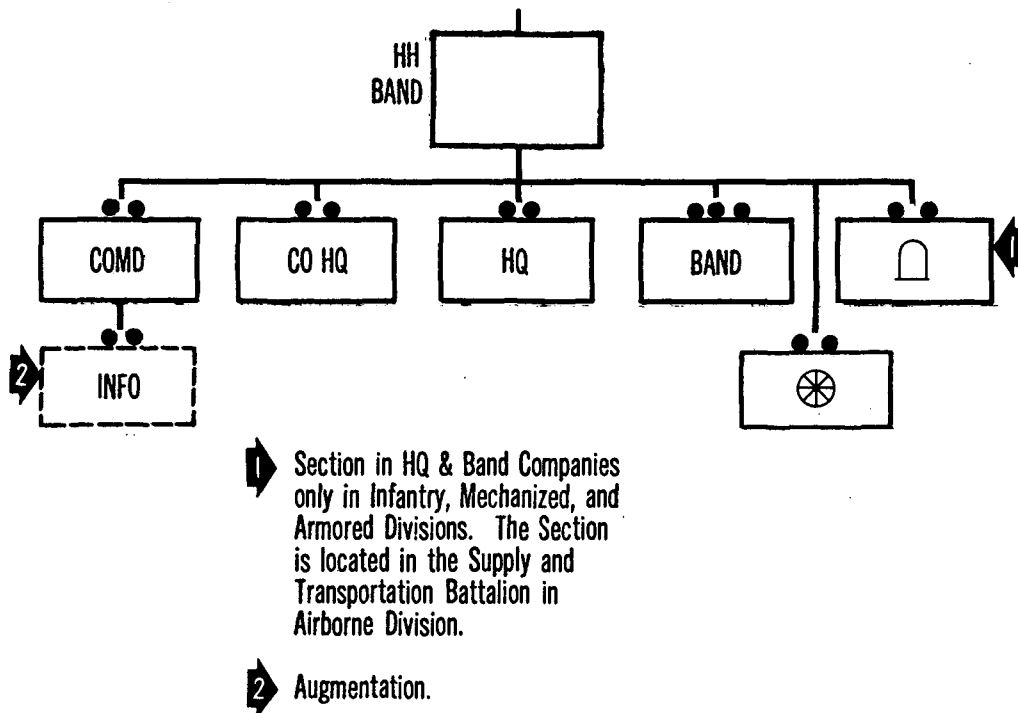 HH
BAND
COMD
CO HQ
HQ
BAND
1
2
INFO
1 Section in HQ & Band Companies
only in Infantry, Mechanized, and
Armored Divisions. The Section
is located in the Supply and
Transportation Battalion in
Airborne Division.
2 Augmentation.